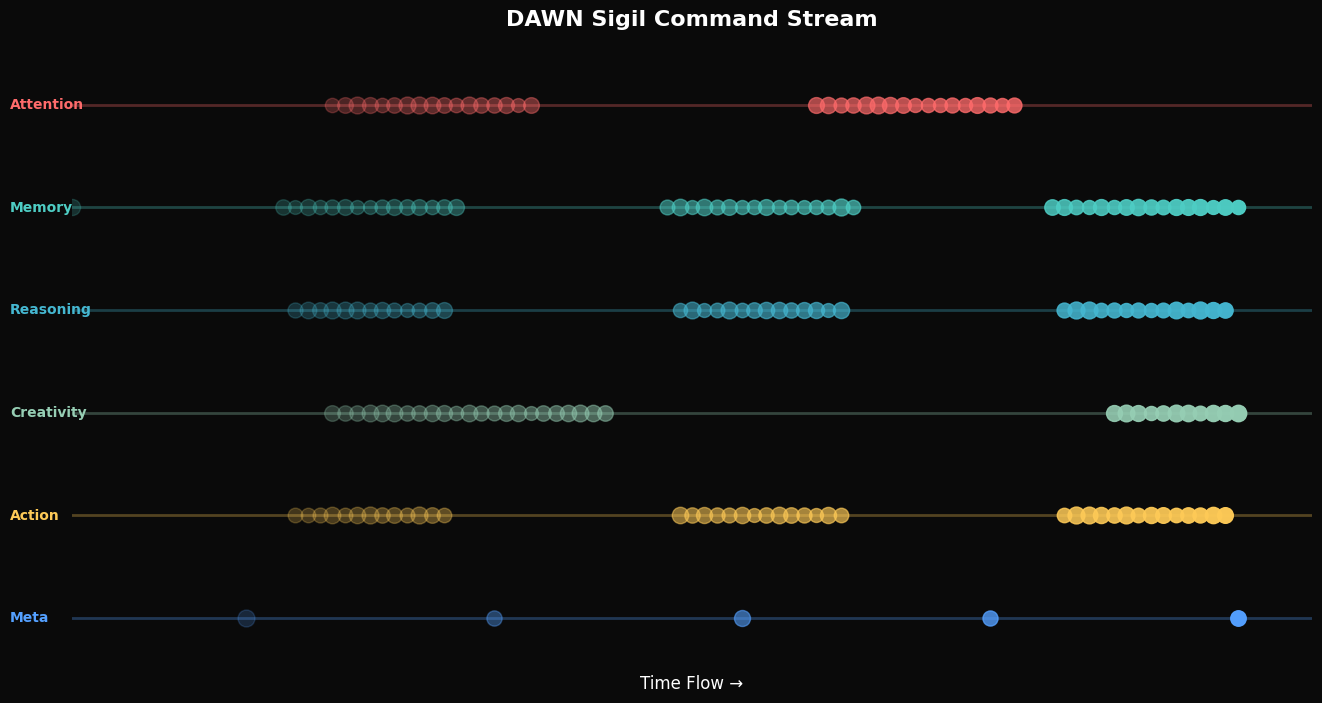 DAWN Sigil Command Stream
Attention
Memory
Reasoning
Creativity
Action
Meta
Time Flow →